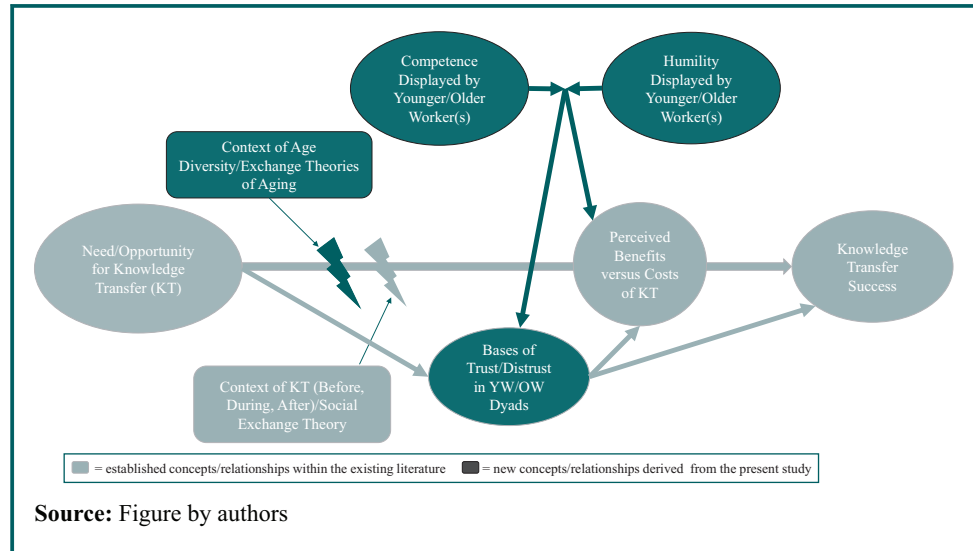 Competence
Displayed by
Younger/Older
Worker(s)
Humility
Displayed by
Younger/Older
Worker(s)
Context of Age
Diversity/Exchange Theories
of Aging
Need/Opportunity
for Knowledge
Transfer (KT)
Perceived
Benefits
versus Costs
of KT
Knowledge
Transfer
Success
Bases of
Trust/Distrust
in YW/OW
Dyads
Context of KT (Before,
During, After)/Social
Exchange Theory
= established concepts/relationships within the existing literature
= new concepts/relationships derived from the present study
Source: Figure by authors